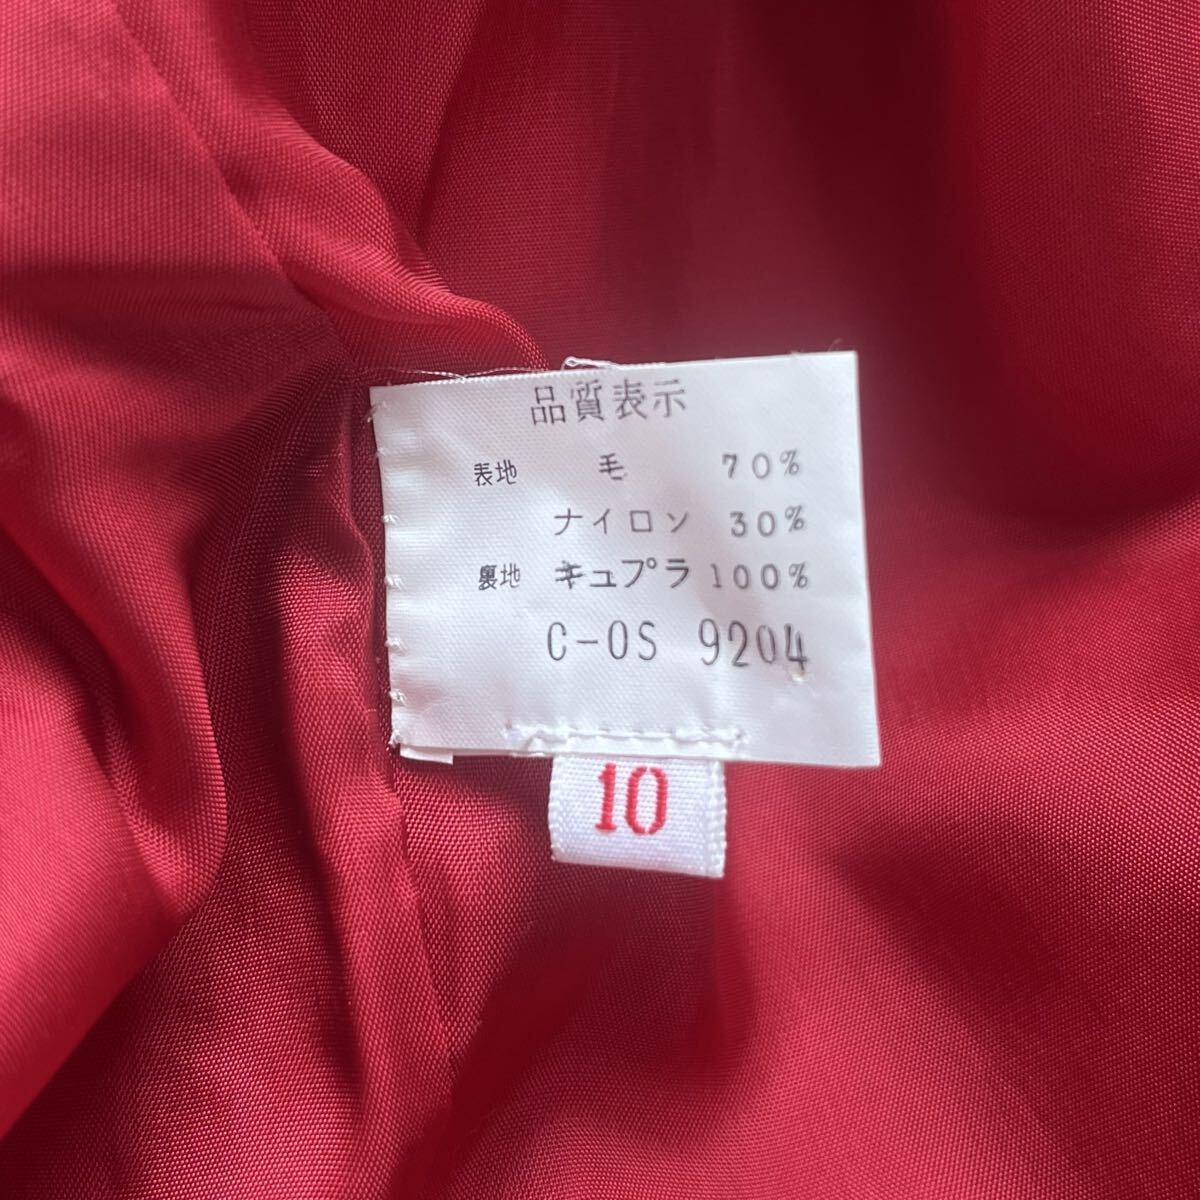 品質表示
表地 毛 70%
ナイロン 30%
裏地 キュプラ 100%
C-OS 9204
10